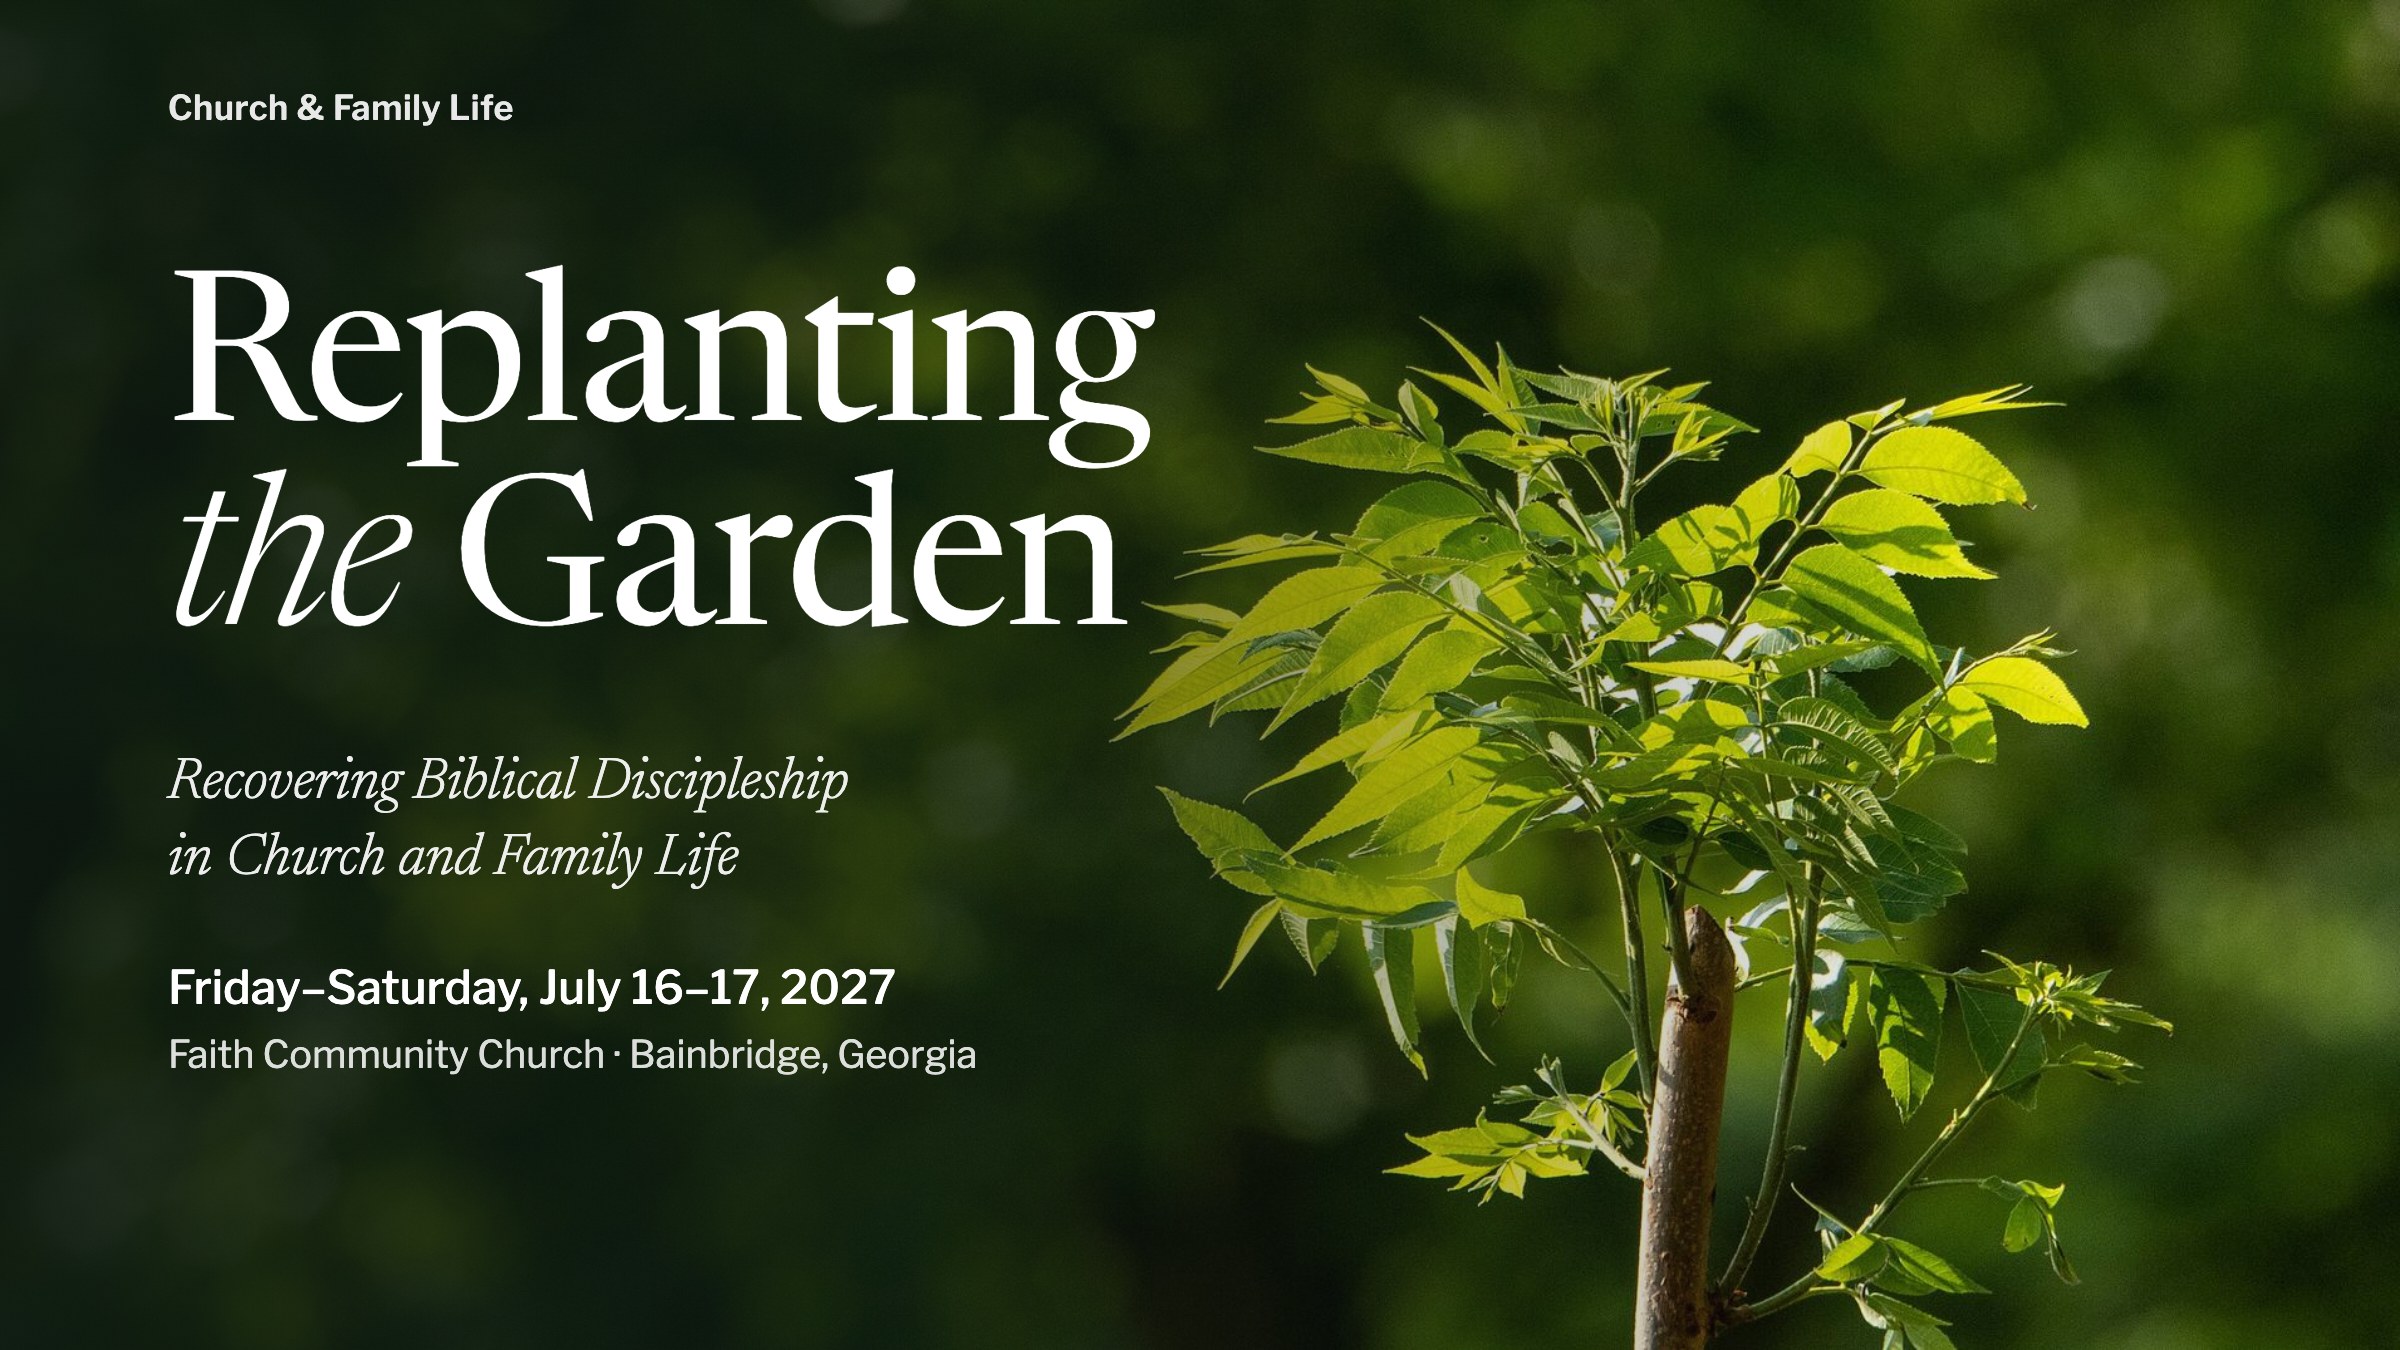 Church & Family Life
Replanting
the Garden
Recovering Biblical Discipleship
in Church and Family Life
Friday–Saturday, July 16–17, 2027
Faith Community Church · Bainbridge, Georgia